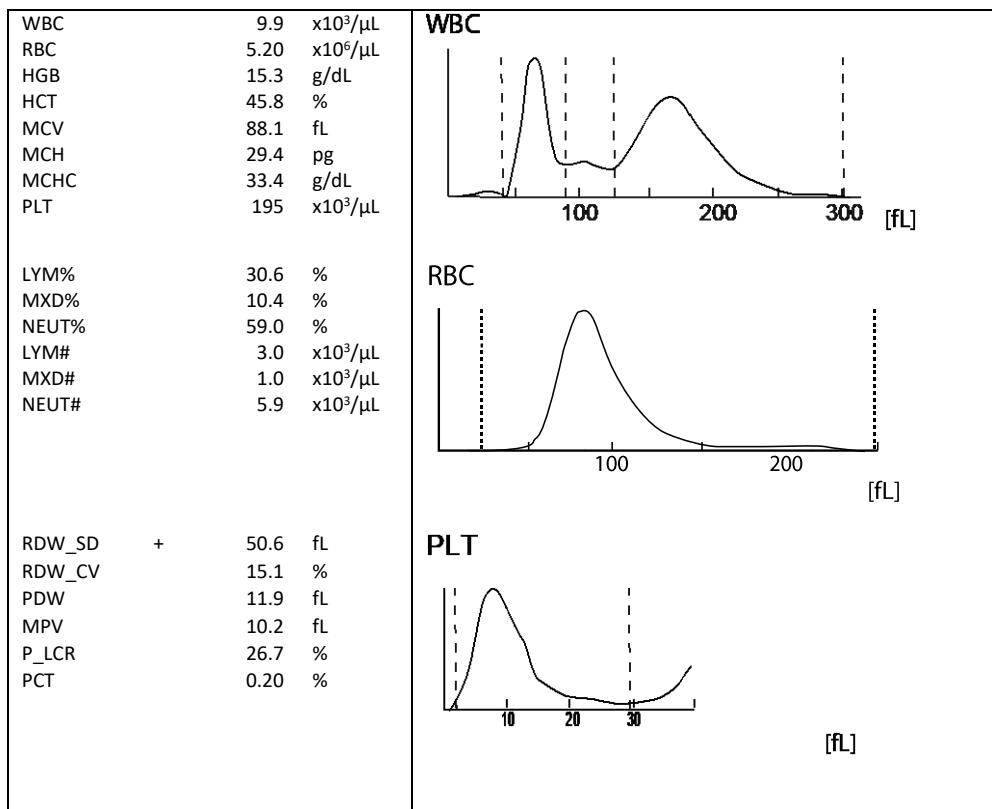 WBC 9.9 x10³/µL
RBC 5.20 x10⁶/µL
HGB 15.3 g/dL
HCT 45.8 %
MCV 88.1 fL
MCH 29.4 pg
MCHC 33.4 g/dL
PLT 195 x10³/µL
LYM% 30.6 %
MXD% 10.4 %
NEUT% 59.0 %
LYM# 3.0 x10³/µL
MXD# 1.0 x10³/µL
NEUT# 5.9 x10³/µL
RDW_SD + 50.6 fL
RDW_CV 15.1 %
PDW 11.9 fL
MPV 10.2 fL
P_LCR 26.7 %
PCT 0.20 %
WBC
100 200 300 [fL]
RBC
100 200
[fL]
PLT
10 20 30
[fL]